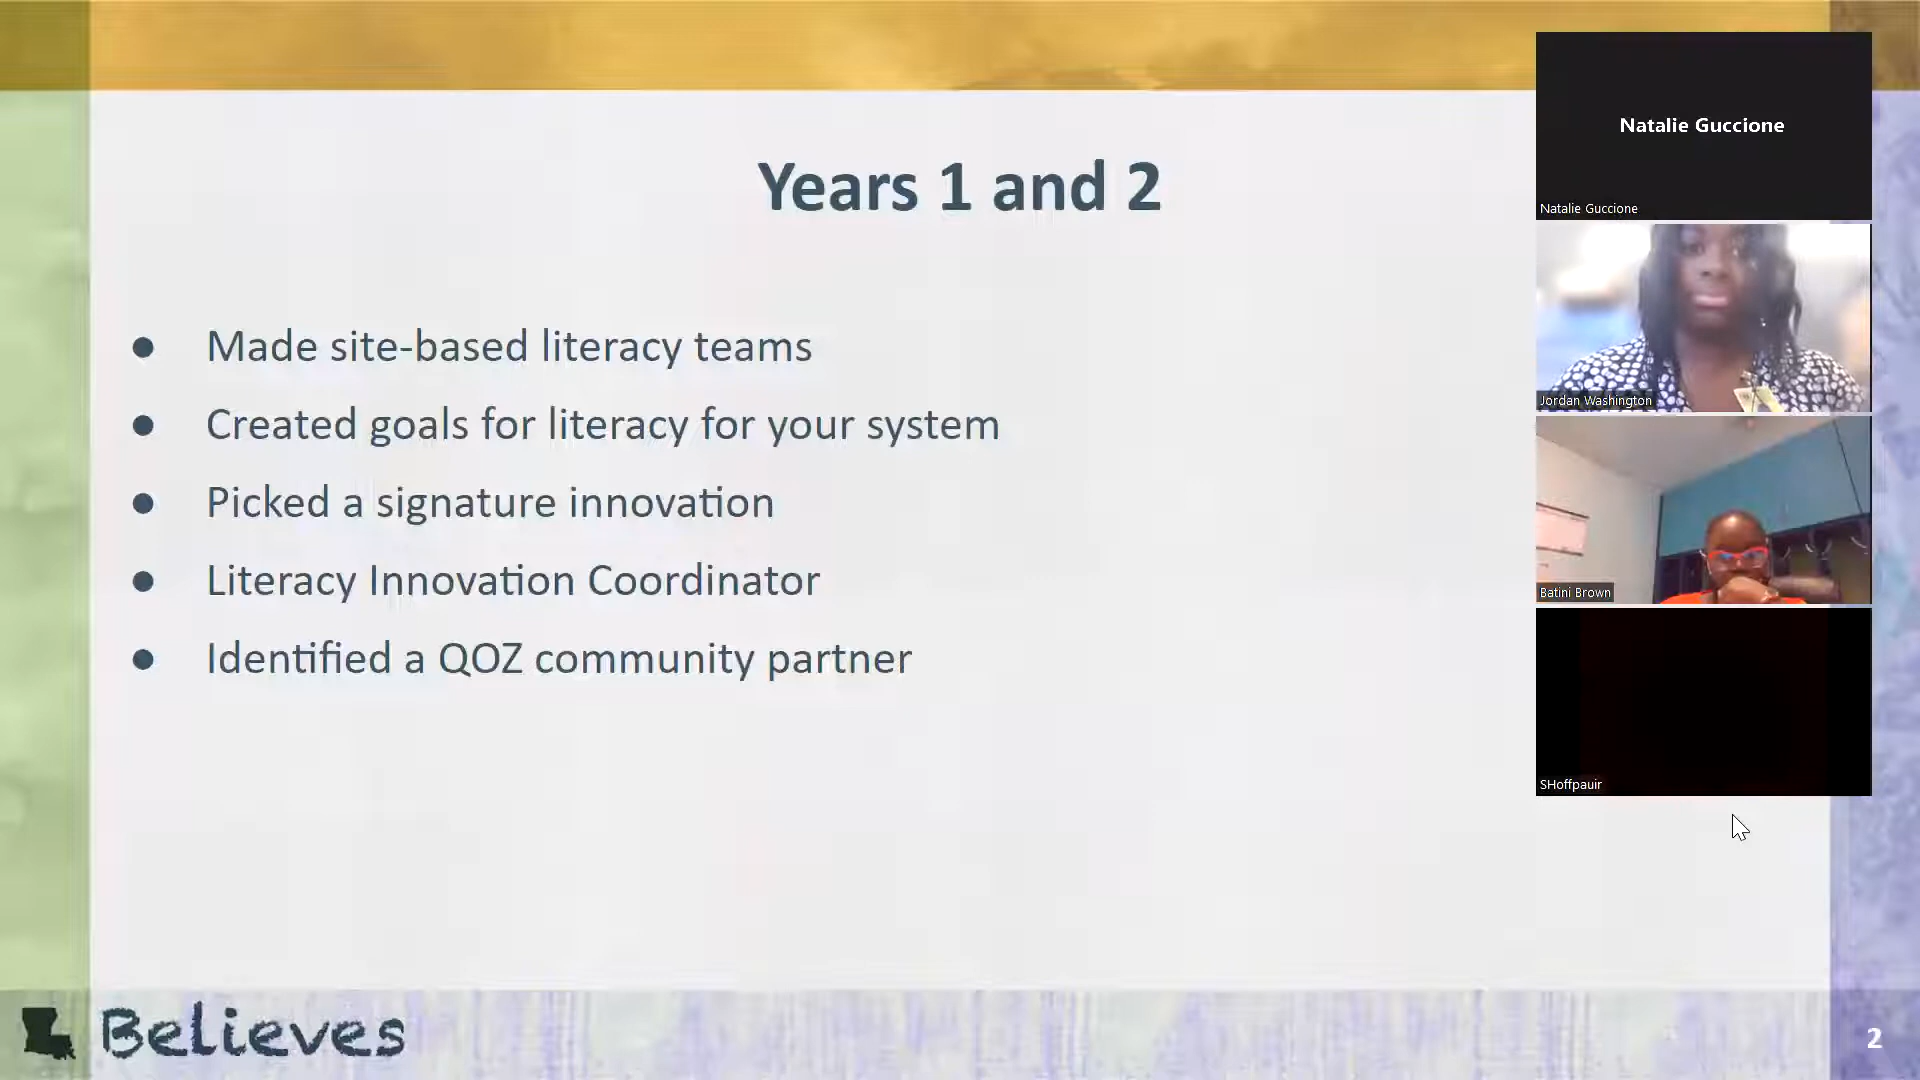 Years 1 and 2
● Made site-based literacy teams
● Created goals for literacy for your system
● Picked a signature innovation
● Literacy Innovation Coordinator
● Identified a QOZ community partner
Believes
2
Natalie Guccione
Natalie Guccione
Jordan Washington
Batini Brown
SHoffpauir